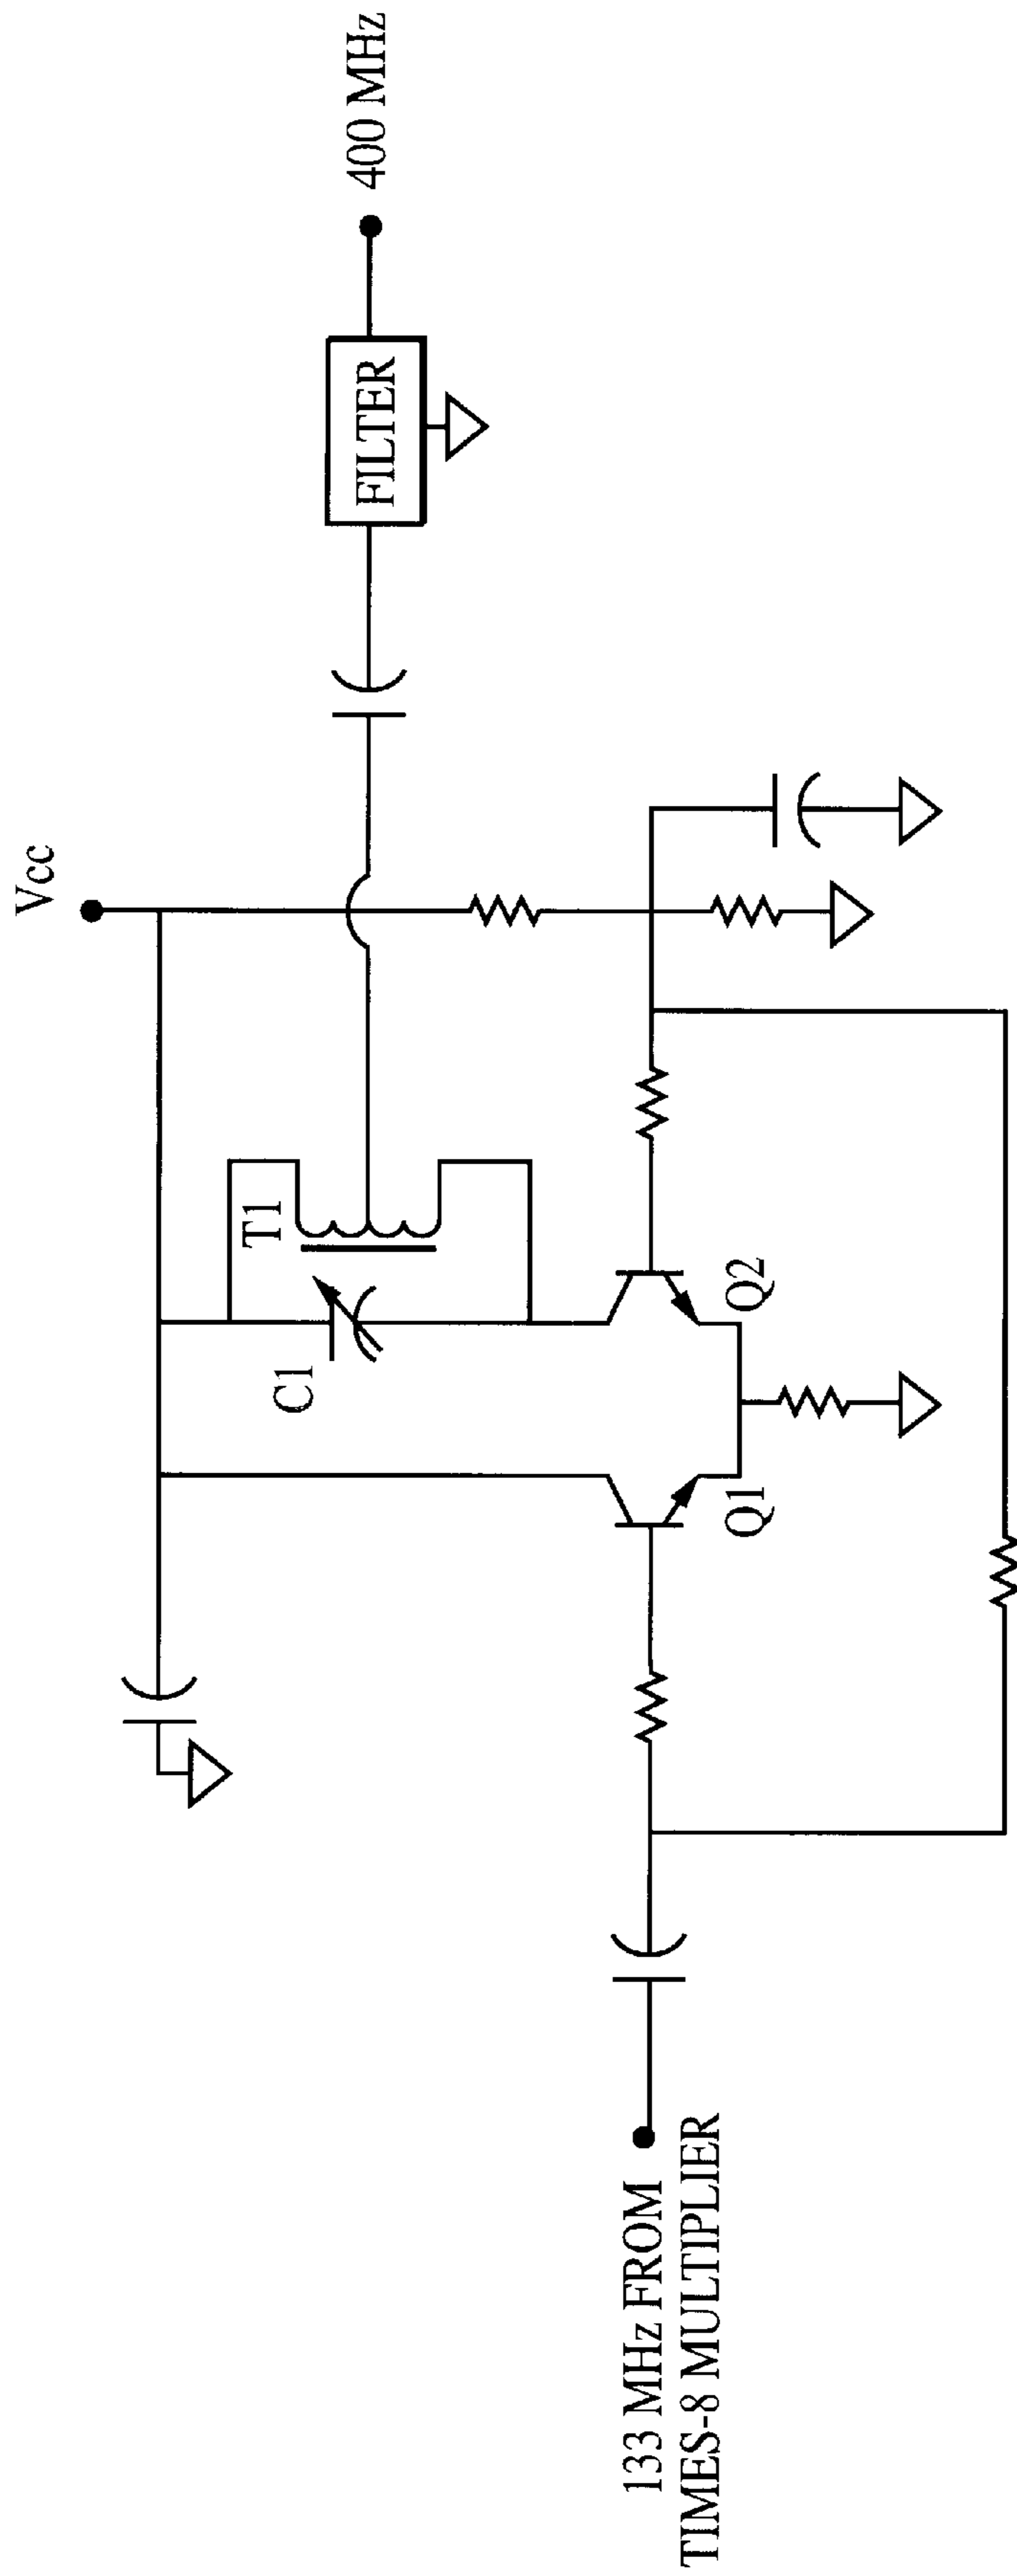 Vcc
400 MHz
FILTER
T1
C1
Q1
Q2
133 MHz FROM
TIMES-8 MULTIPLIER